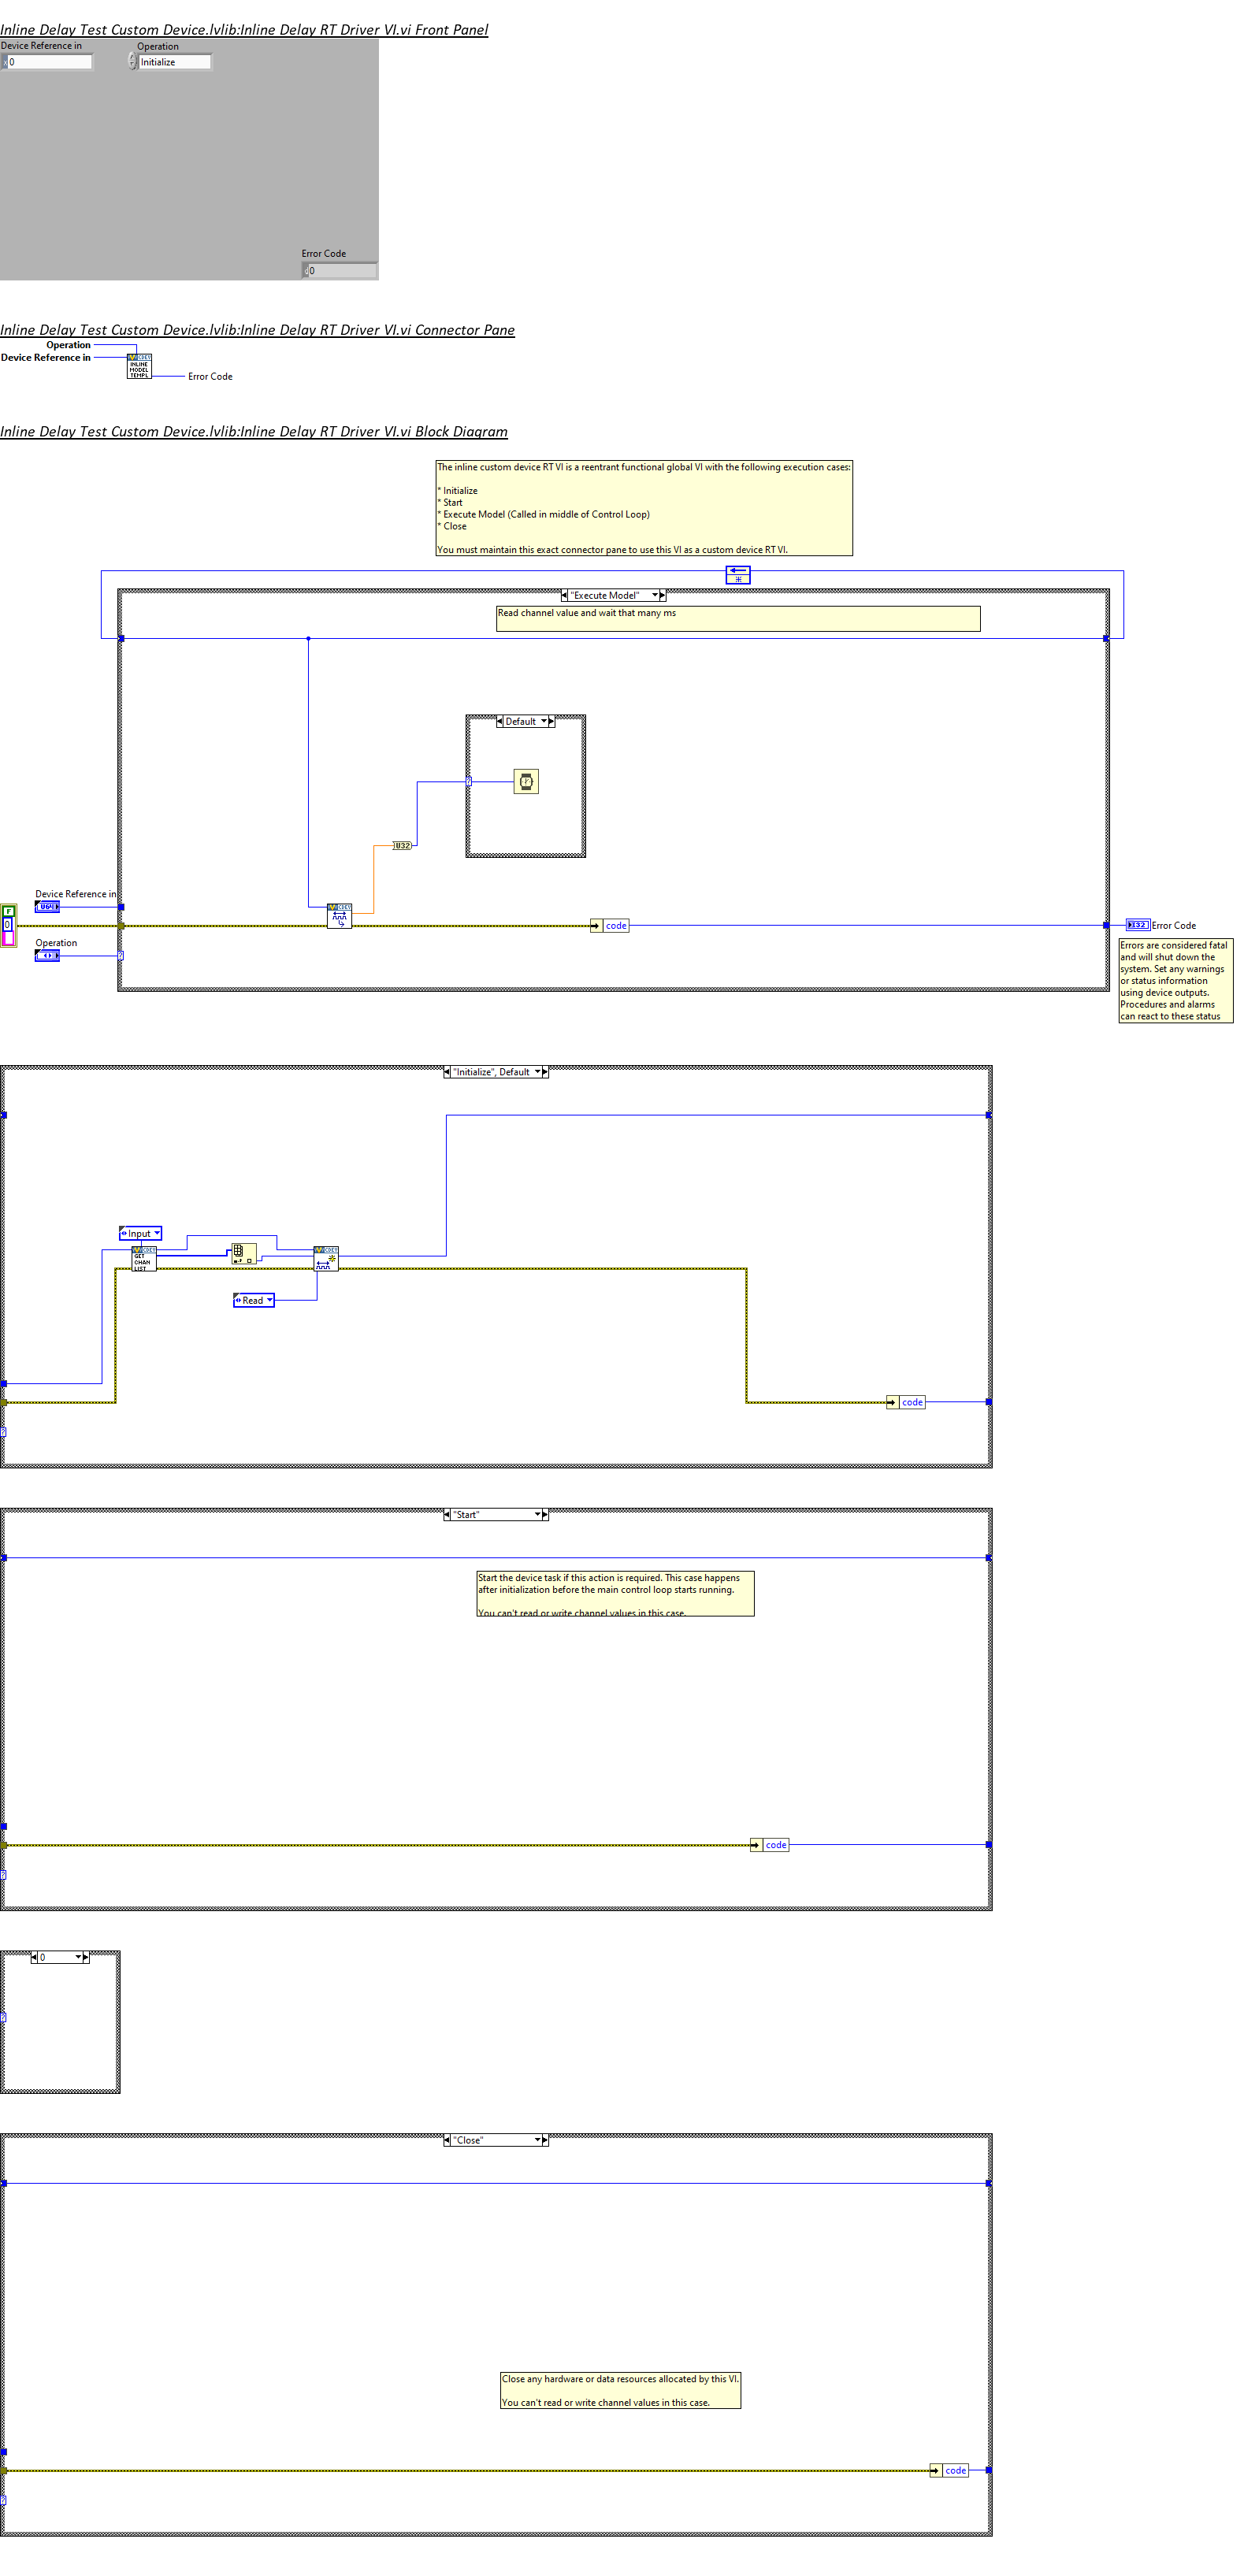 Inline Delay Test Custom Device.lvlib:Inline Delay RT Driver VI.vi Front Panel
Device Reference in
Operation
0
Initialize
Error Code
0
Inline Delay Test Custom Device.lvlib:Inline Delay RT Driver VI.vi Connector Pane
Operation
Device Reference in
INLINE
MODEL
TEMPL
Error Code
Inline Delay Test Custom Device.lvlib:Inline Delay RT Driver VI.vi Block Diagram
The inline custom device RT VI is a reentrant functional global VI with the following execution cases:
* Initialize
* Start
* Execute Model (Called in middle of Control Loop)
* Close
You must maintain this exact connector pane to use this VI as a custom device RT VI.
"Execute Model"
Read channel value and wait that many ms
Default
U32
Device Reference in
U64
F
0
code
I32
Error Code
Operation
Errors are considered fatal
and will shut down the
system. Set any warnings
or status information
using device outputs.
Procedures and alarms
can react to these status
"Initialize", Default
Input
GET
CHAN
LIST
Read
code
"Start"
Start the device task if this action is required. This case happens
after initialization before the main control loop starts running.
You can't read or write channel values in this case.
code
0
"Close"
Close any hardware or data resources allocated by this VI.
You can't read or write channel values in this case.
code